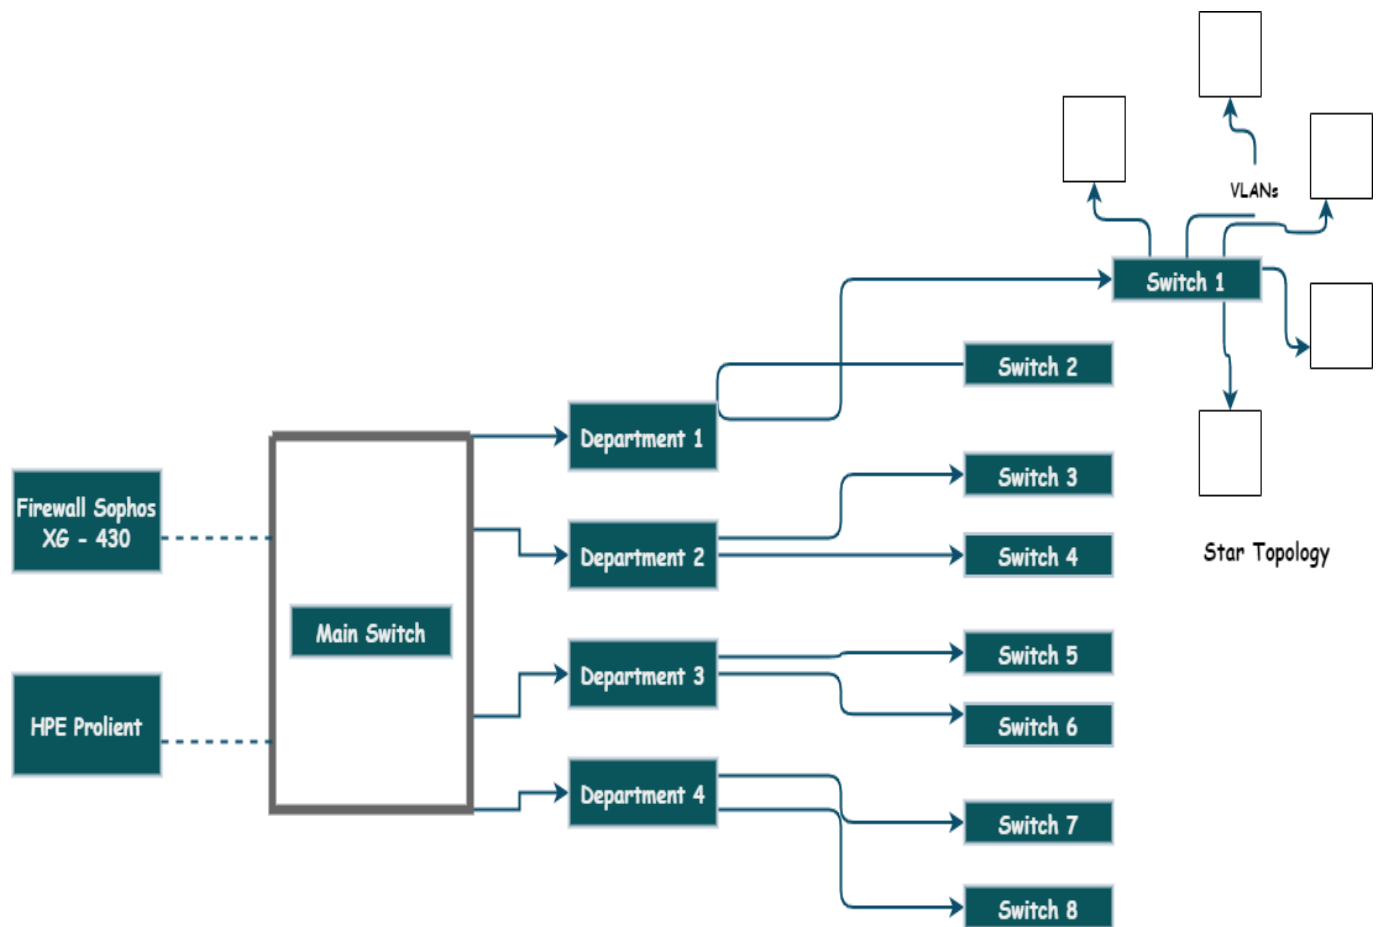 VLANs
Switch 1
Switch 2
Department 1
Switch 3
Firewall Sophos
XG - 430
Department 2
Switch 4
Star Topology
Main Switch
Switch 5
Department 3
Switch 6
HPE Prolient
Department 4
Switch 7
Switch 8